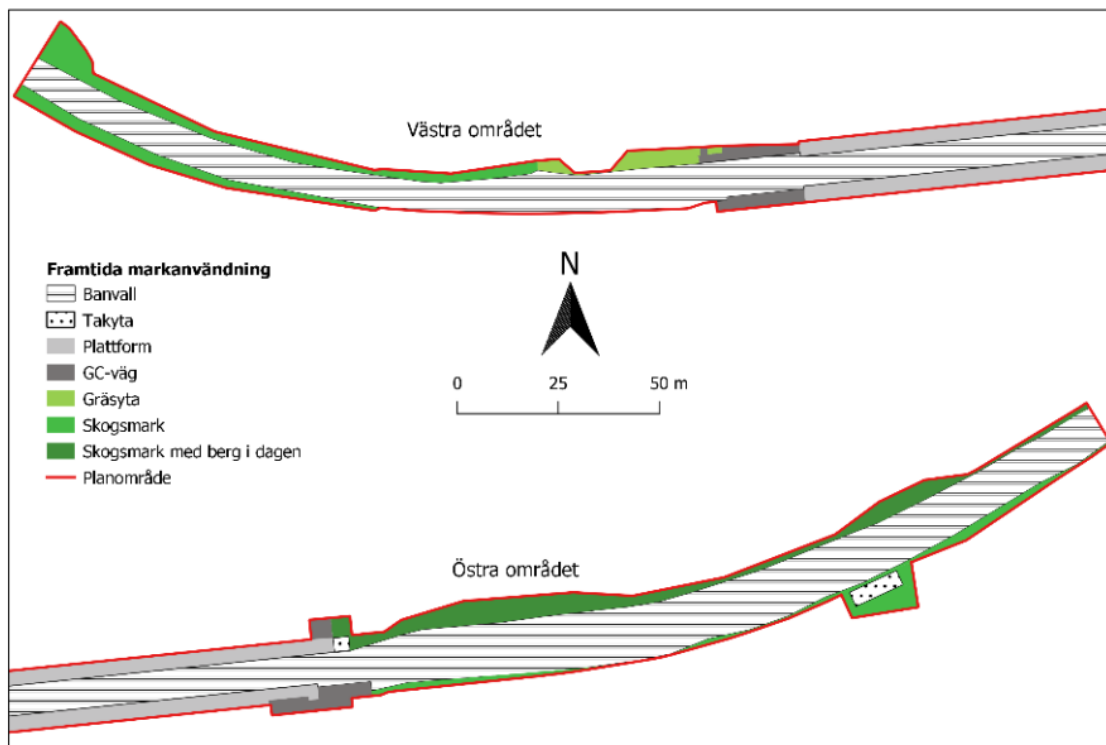 Västra området
Framtida markanvändning
Banvall
Takyta
Plattform
GC-väg
Gräsyta
Skogsmark
Skogsmark med berg i dagen
Planområde
N
0 25 50 m
Östra området